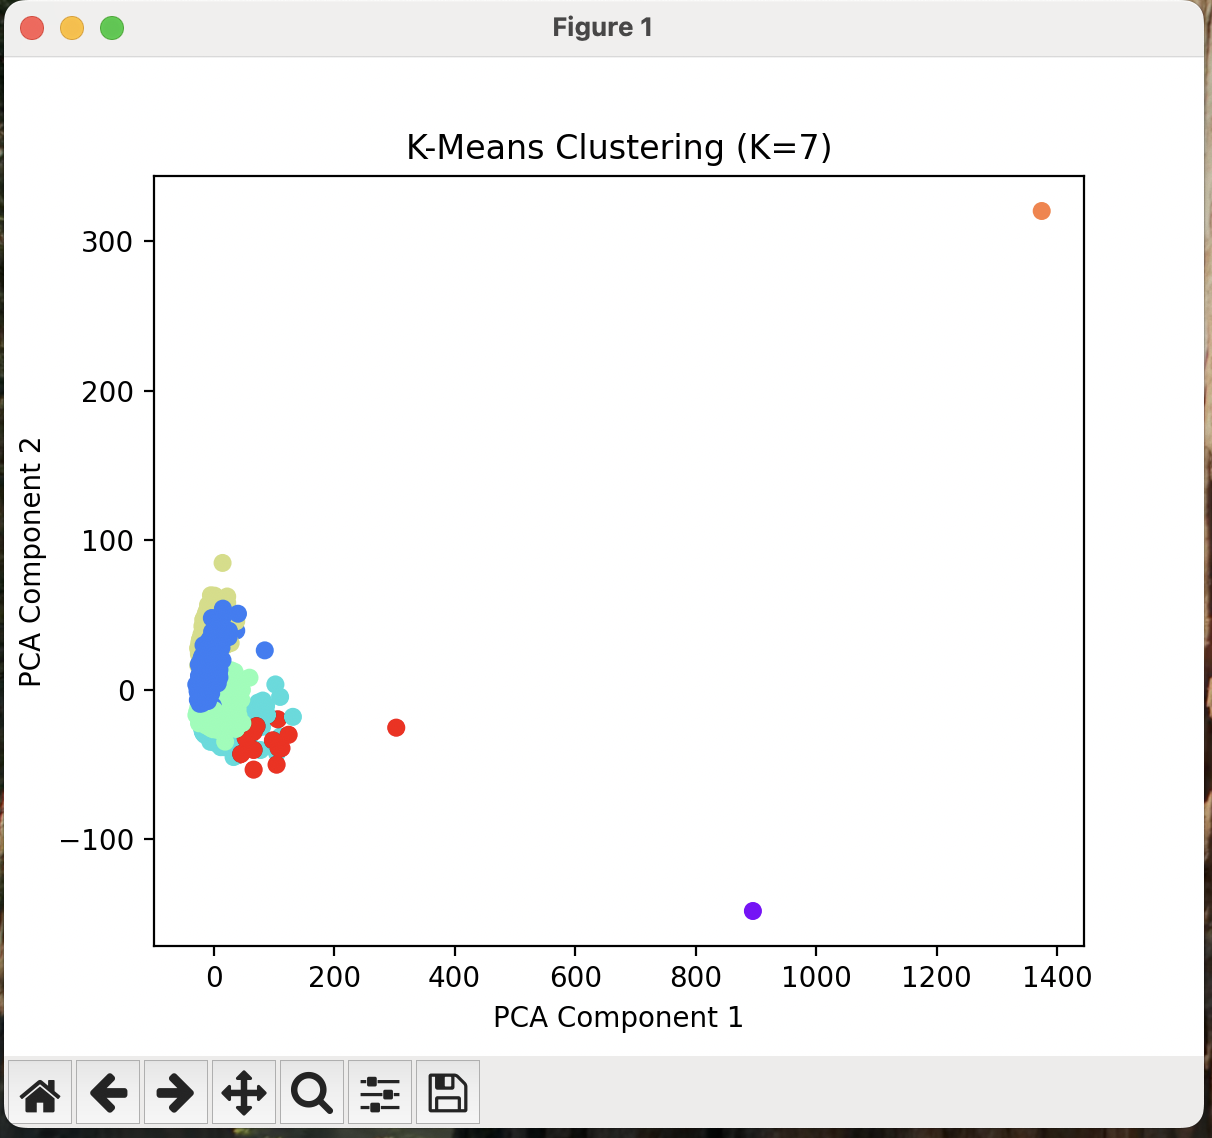 Figure 1
K-Means Clustering (K=7)
300
200
100
0
−100
PCA Component 2
0 200 400 600 800 1000 1200 1400
PCA Component 1